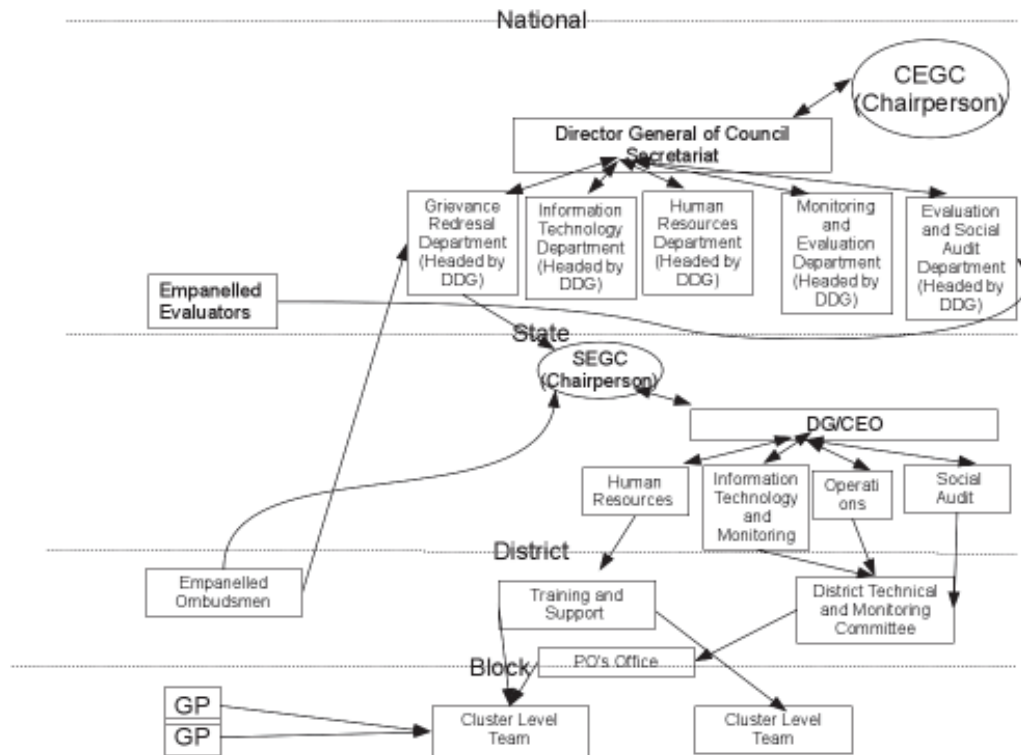 National
CEGC
(Chairperson)
Director General of Council
Secretariat
Grievance
Redresal
Department
(Headed by
DDG)
Information
Technology
Department
(Headed by
DDG)
Human
Resources
Department
(Headed by
DDG)
Monitoring
and
Evaluation
Department
(Headed by
DDG)
Evaluation
and Social
Audit
Department
(Headed by
DDG)
Empanelled
Evaluators
State
SEGC
(Chairperson)
DG/CEO
Human
Resources
Information
Technology
and
Monitoring
Operati
ons
Social
Audit
District
Empanelled
Ombudsmen
Training and
Support
District Technical
and Monitoring
Committee
PO's Office
Block
GP
GP
Cluster Level
Team
Cluster Level
Team